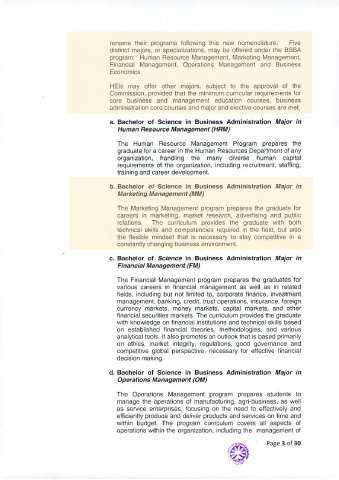 rename their programs following this new nomenclature. Five
distinct majors, or specializations, may be offered under the BSBA
program: Human Resource Management, Marketing Management,
Financial Management, Operations Management and Business
Economics.
HEIs may offer other majors, subject to the approval of the
Commission, provided that the minimum curricular requirements for
core business and management education courses, business
administration core courses and major and elective courses are met.
a. Bachelor of Science in Business Administration Major in
Human Resource Management (HRM)
The Human Resource Management Program prepares the
graduate for a career in the Human Resources Department of any
organization, handling the many diverse human capital
requirements of the organization, including recruitment, staffing,
training and career development.
b. Bachelor of Science in Business Administration Major in
Marketing Management (MM)
The Marketing Management program prepares the graduate for
careers in marketing, market research, advertising and public
relations. The curriculum provides the graduate with both
technical skills and competencies required in the field, but also
the flexible mindset that is necessary to stay competitive in a
constantly changing business environment.
c. Bachelor of Science in Business Administration Major in
Financial Management (FM)
The Financial Management program prepares the graduates for
various careers in financial management as well as in related
fields, including but not limited to, corporate finance, investment
management, banking, credit, trust operations, insurance, foreign
currency markets, money markets, capital markets, and other
financial securities markets. The curriculum provides the graduate
with knowledge on financial institutions and technical skills based
on established financial theories, methodologies, and various
analytical tools. It also promotes an outlook that is based primarily
on ethics, market integrity, regulations, good governance and
competitive global perspective, necessary for effective financial
decision making.
d. Bachelor of Science in Business Administration Major in
Operations Management (OM)
The Operations Management program prepares students to
manage the operations of manufacturing, agri-business, as well
as service enterprises, focusing on the need to effectively and
efficiently produce and deliver products and services on time and
within budget. The program curriculum covers all aspects of
operations within the organization, including the management of
Page 3 of 30